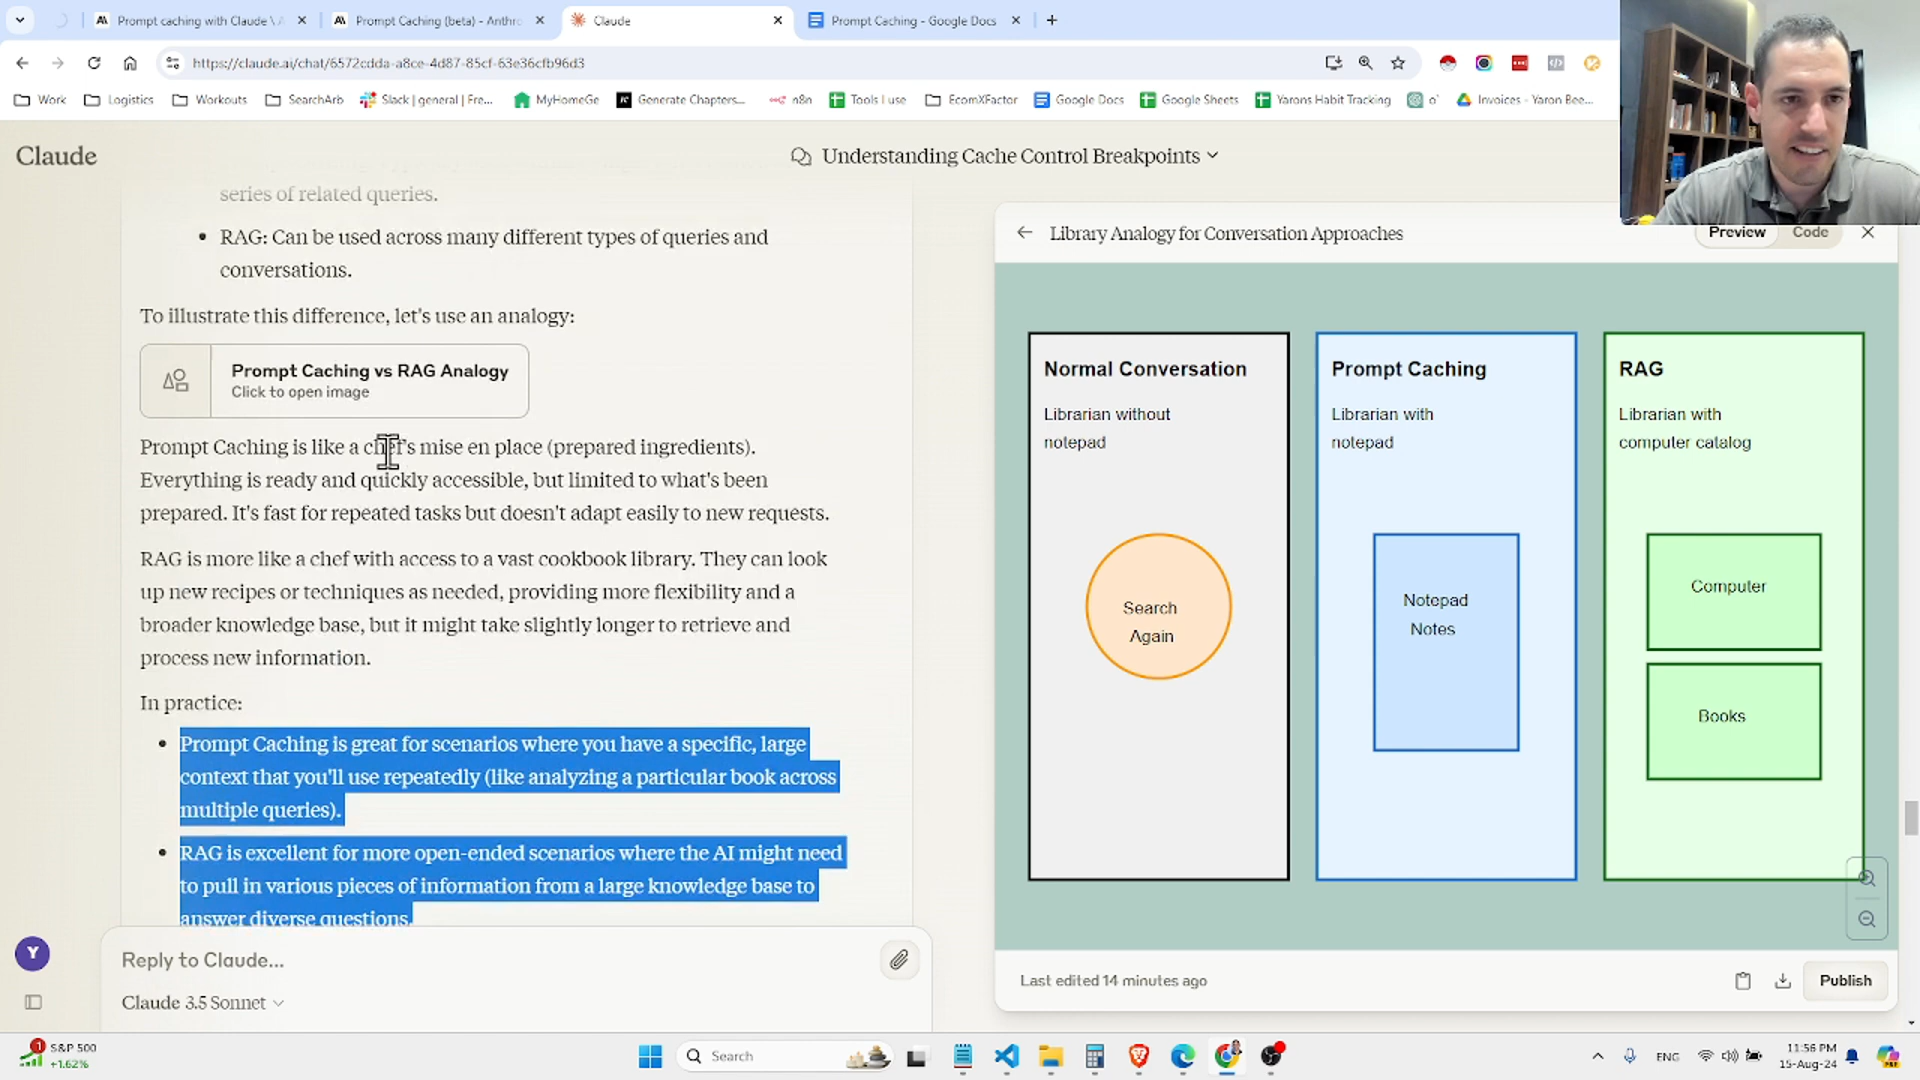 Prompt caching with Claude \ A
Prompt Caching (beta) - Anthro
Claude
Prompt Caching - Google Docs
https://claude.ai/chat/6572cdda-a8ce-4d87-85cf-63e36cfb96d3
Work
Logistics
Workouts
SearchArb
Slack | general | Fre...
MyHomeGe
Generate Chapters...
n8n
Tools I use
EcomXFactor
Google Docs
Google Sheets
Yarons Habit Tracking
Invoices - Yaron Bee...
Claude
Understanding Cache Control Breakpoints
series of related queries.
• RAG: Can be used across many different types of queries and
conversations.
To illustrate this difference, let's use an analogy:
Prompt Caching vs RAG Analogy
Click to open image
Prompt Caching is like a chef's mise en place (prepared ingredients).
Everything is ready and quickly accessible, but limited to what's been
prepared. It's fast for repeated tasks but doesn't adapt easily to new requests.
RAG is more like a chef with access to a vast cookbook library. They can look
up new recipes or techniques as needed, providing more flexibility and a
broader knowledge base, but it might take slightly longer to retrieve and
process new information.
In practice:
• Prompt Caching is great for scenarios where you have a specific, large
context that you'll use repeatedly (like analyzing a particular book across
multiple queries).
• RAG is excellent for more open-ended scenarios where the AI might need
to pull in various pieces of information from a large knowledge base to
answer diverse questions.
Y
Reply to Claude...
Claude 3.5 Sonnet
Library Analogy for Conversation Approaches
Preview
Code
Normal Conversation
Librarian without
notepad
Search
Again
Prompt Caching
Librarian with
notepad
Notepad
Notes
RAG
Librarian with
computer catalog
Computer
Books
Last edited 14 minutes ago
Publish
1
S&P 500
+1.62%
Search
ENG
11:56 PM
15-Aug-24